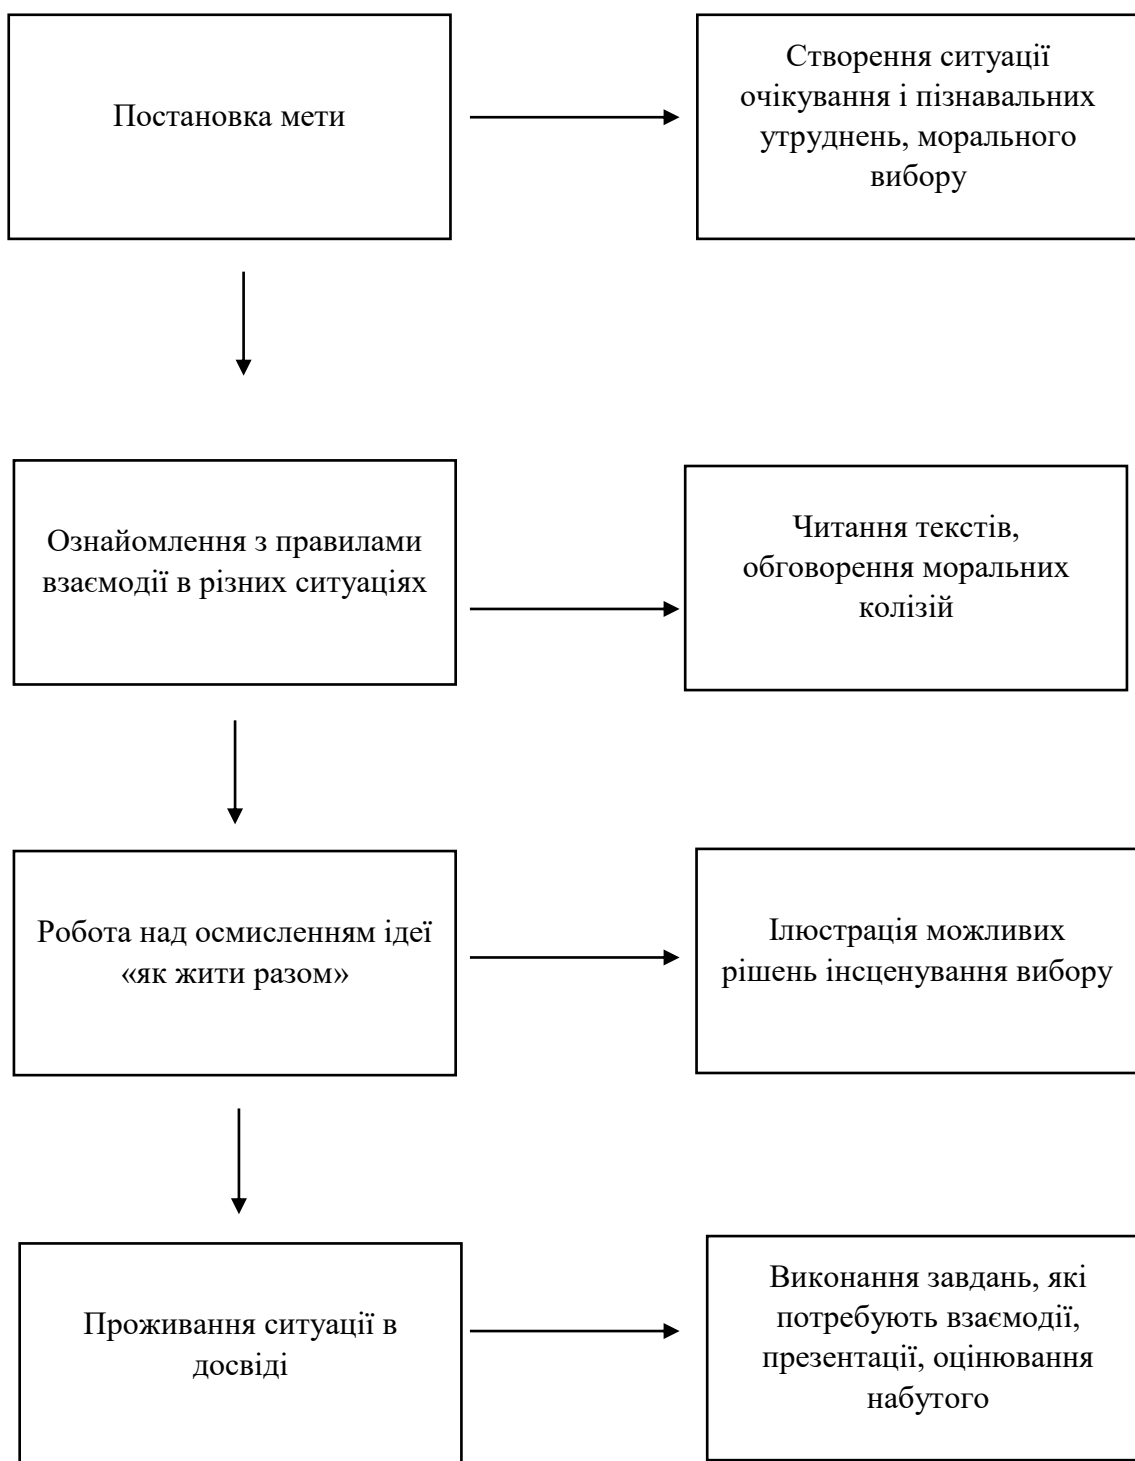 Постановка мети
Створення ситуації
очікування і пізнавальних
утруднень, морального
вибору
Ознайомлення з правилами
взаємодії в різних ситуаціях
Читання текстів,
обговорення моральних
колізій
Робота над осмисленням ідеї
«як жити разом»
Ілюстрація можливих
рішень інсценування вибору
Проживання ситуації в
досвіді
Виконання завдань, які
потребують взаємодії,
презентації, оцінювання
набутого